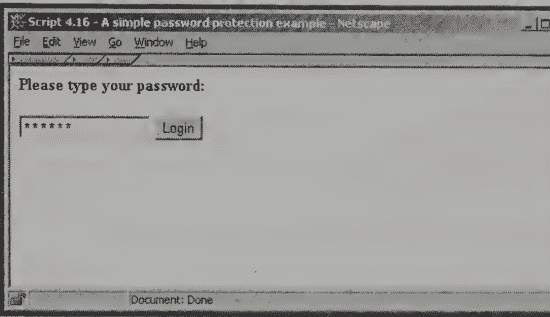 Script 4.16 - A simple password protection example - Netscape
File Edit View Go Window Help
Please type your password:
****** Login
Document: Done